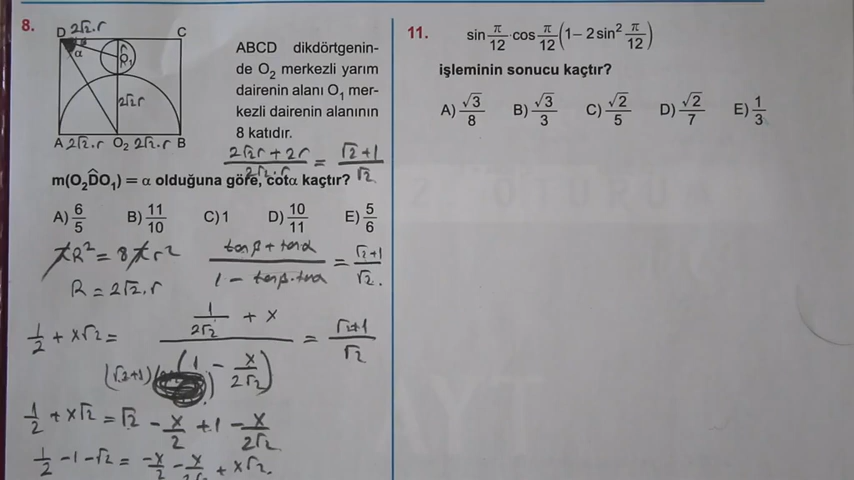 8.
D 2√2.r
C
α
O₁
2√2r
A 2√2.r O₂ 2√2.r B
ABCD dikdörtgenin-
de O₂ merkezli yarım
dairenin alanı O₁ mer-
kezli dairenin alanının
8 katıdır.
(2√2r + 2r)/(2√2.r) = (√2+1)/√2
m(O₂D̂O₁) = α olduğuna göre, cotα kaçtır?
A) 6/5 B) 11/10 C) 1 D) 10/11 E) 5/6
πR² = 8πr² (tanβ + tanα)/(1 - tanβ.tanα) = (√2+1)/√2.
R = 2√2.r
1/2 + x√2 = (1/(2√2) + x)/(1 - x/(2√2)) = (√2+1)/√2
(√2+1)
1/2 + x√2 = √2 - x/2 + 1 - x/(2√2)
1/2 - 1 - √2 = -x/2 - x/2√2 + x√2.
11. sin π/12 · cos π/12 (1 - 2 sin² π/12)
işleminin sonucu kaçtır?
A) √3/8 B) √3/3 C) √2/5 D) √2/7 E) 1/3